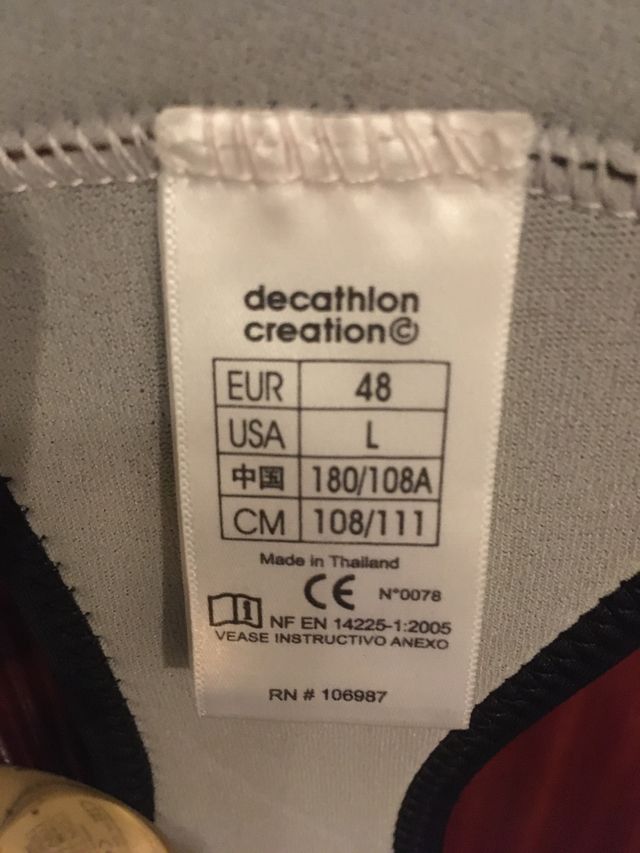 decathlon
creation©
EUR 48
USA L
中国 180/108A
CM 108/111
Made in Thailand
CE N°0078
i NF EN 14225-1:2005
VEASE INSTRUCTIVO ANEXO
RN # 106987